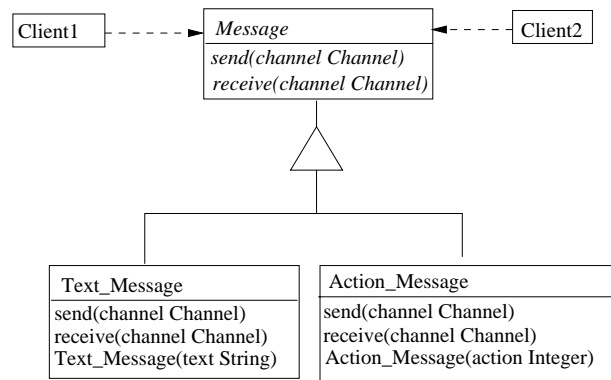 Client1
Message
Client2
send(channel Channel)
receive(channel Channel)
Text_Message
send(channel Channel)
receive(channel Channel)
Text_Message(text String)
Action_Message
send(channel Channel)
receive(channel Channel)
Action_Message(action Integer)